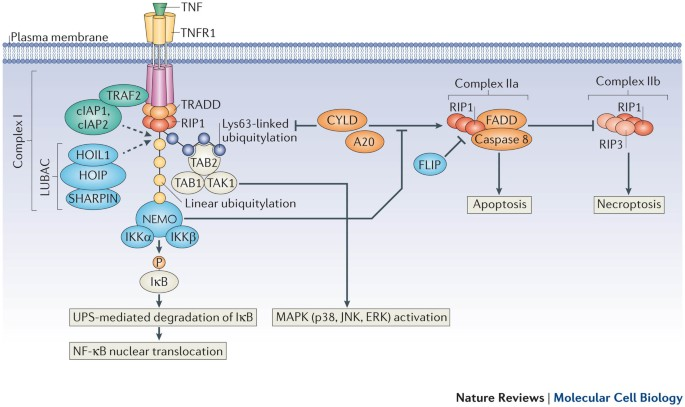 TNF
TNFR1
Plasma membrane
Complex I
TRAF2
cIAP1,
cIAP2
TRADD
RIP1
Lys63-linked
ubiquitylation
LUBAC
HOIL1
HOIP
SHARPIN
TAB2
TAB1
TAK1
Linear ubiquitylation
NEMO
IKKα
IKKβ
P
IκB
UPS-mediated degradation of IκB
NF-κB nuclear translocation
MAPK (p38, JNK, ERK) activation
CYLD
A20
Complex IIa
RIP1
FADD
Caspase 8
FLIP
Apoptosis
Complex IIb
RIP1
RIP3
Necroptosis
Nature Reviews | Molecular Cell Biology